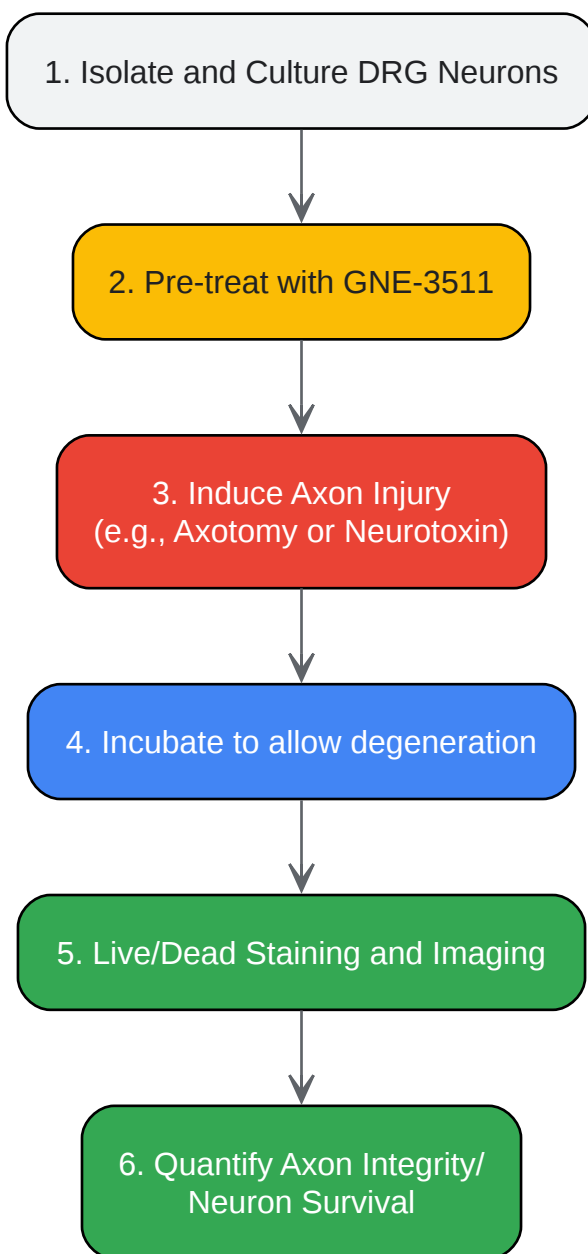 1. Isolate and Culture DRG Neurons
2. Pre-treat with GNE-3511
3. Induce Axon Injury
(e.g., Axotomy or Neurotoxin)
4. Incubate to allow degeneration
5. Live/Dead Staining and Imaging
6. Quantify Axon Integrity/
Neuron Survival